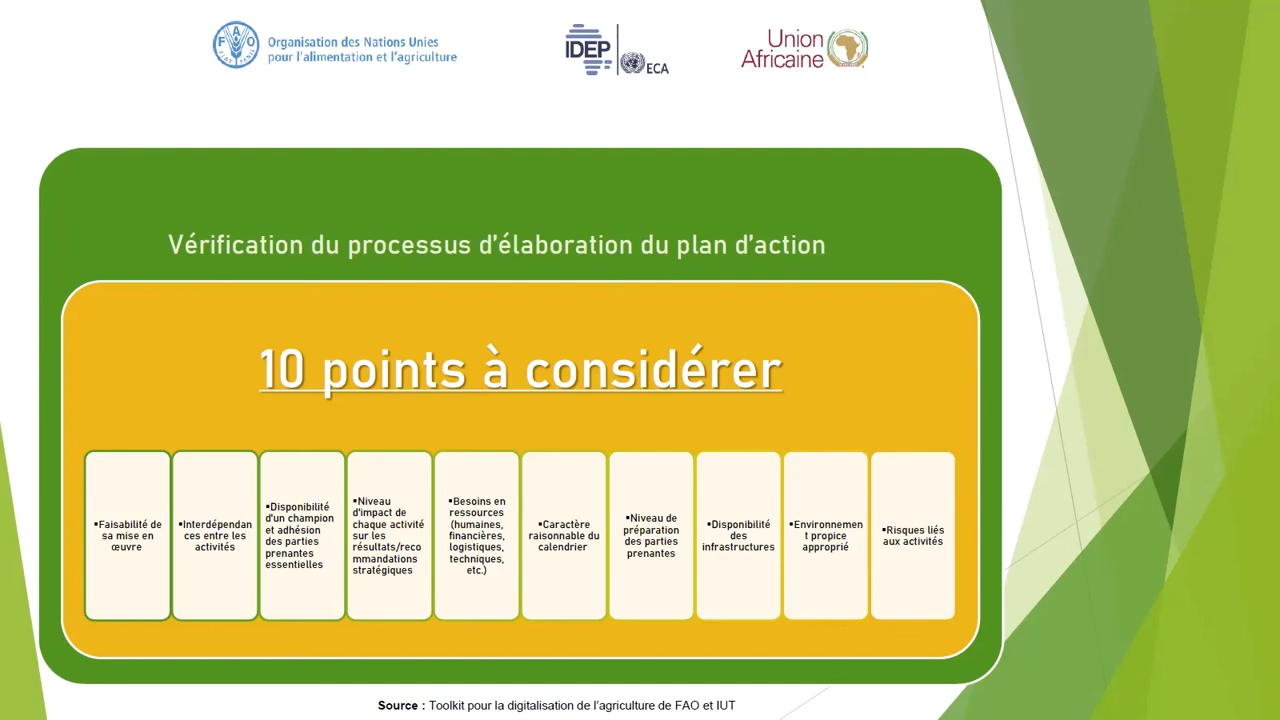 Organisation des Nations Unies
pour l'alimentation et l'agriculture
IDEP
ECA
Union
Africaine
Vérification du processus d'élaboration du plan d'action
10 points à considérer
▪Faisabilité de
sa mise en
œuvre
▪Interdépendan
ces entre les
activités
▪Disponibilité
d'un champion
et adhésion
des parties
prenantes
essentielles
▪Niveau
d'impact de
chaque activité
sur les
résultats/reco
mmandations
stratégiques
▪Besoins en
ressources
(humaines,
financières,
logistiques,
techniques,
etc.)
▪Caractère
raisonnable du
calendrier
▪Niveau de
préparation
des parties
prenantes
▪Disponibilité
des
infrastructures
▪Environnemen
t propice
approprié
▪Risques liés
aux activités
Source : Toolkit pour la digitalisation de l'agriculture de FAO et IUT